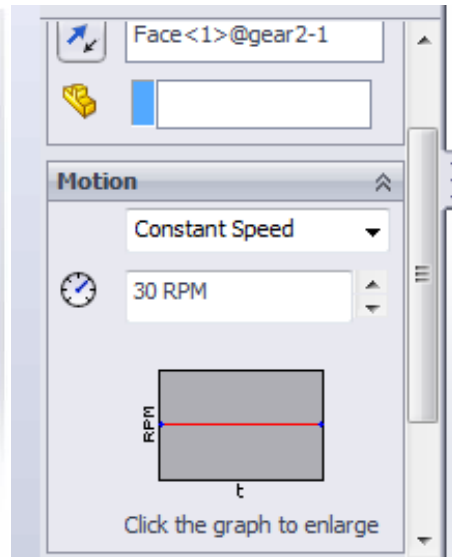 Face<1>@gear2-1
Motion
Constant Speed
30 RPM
RPM
t
Click the graph to enlarge